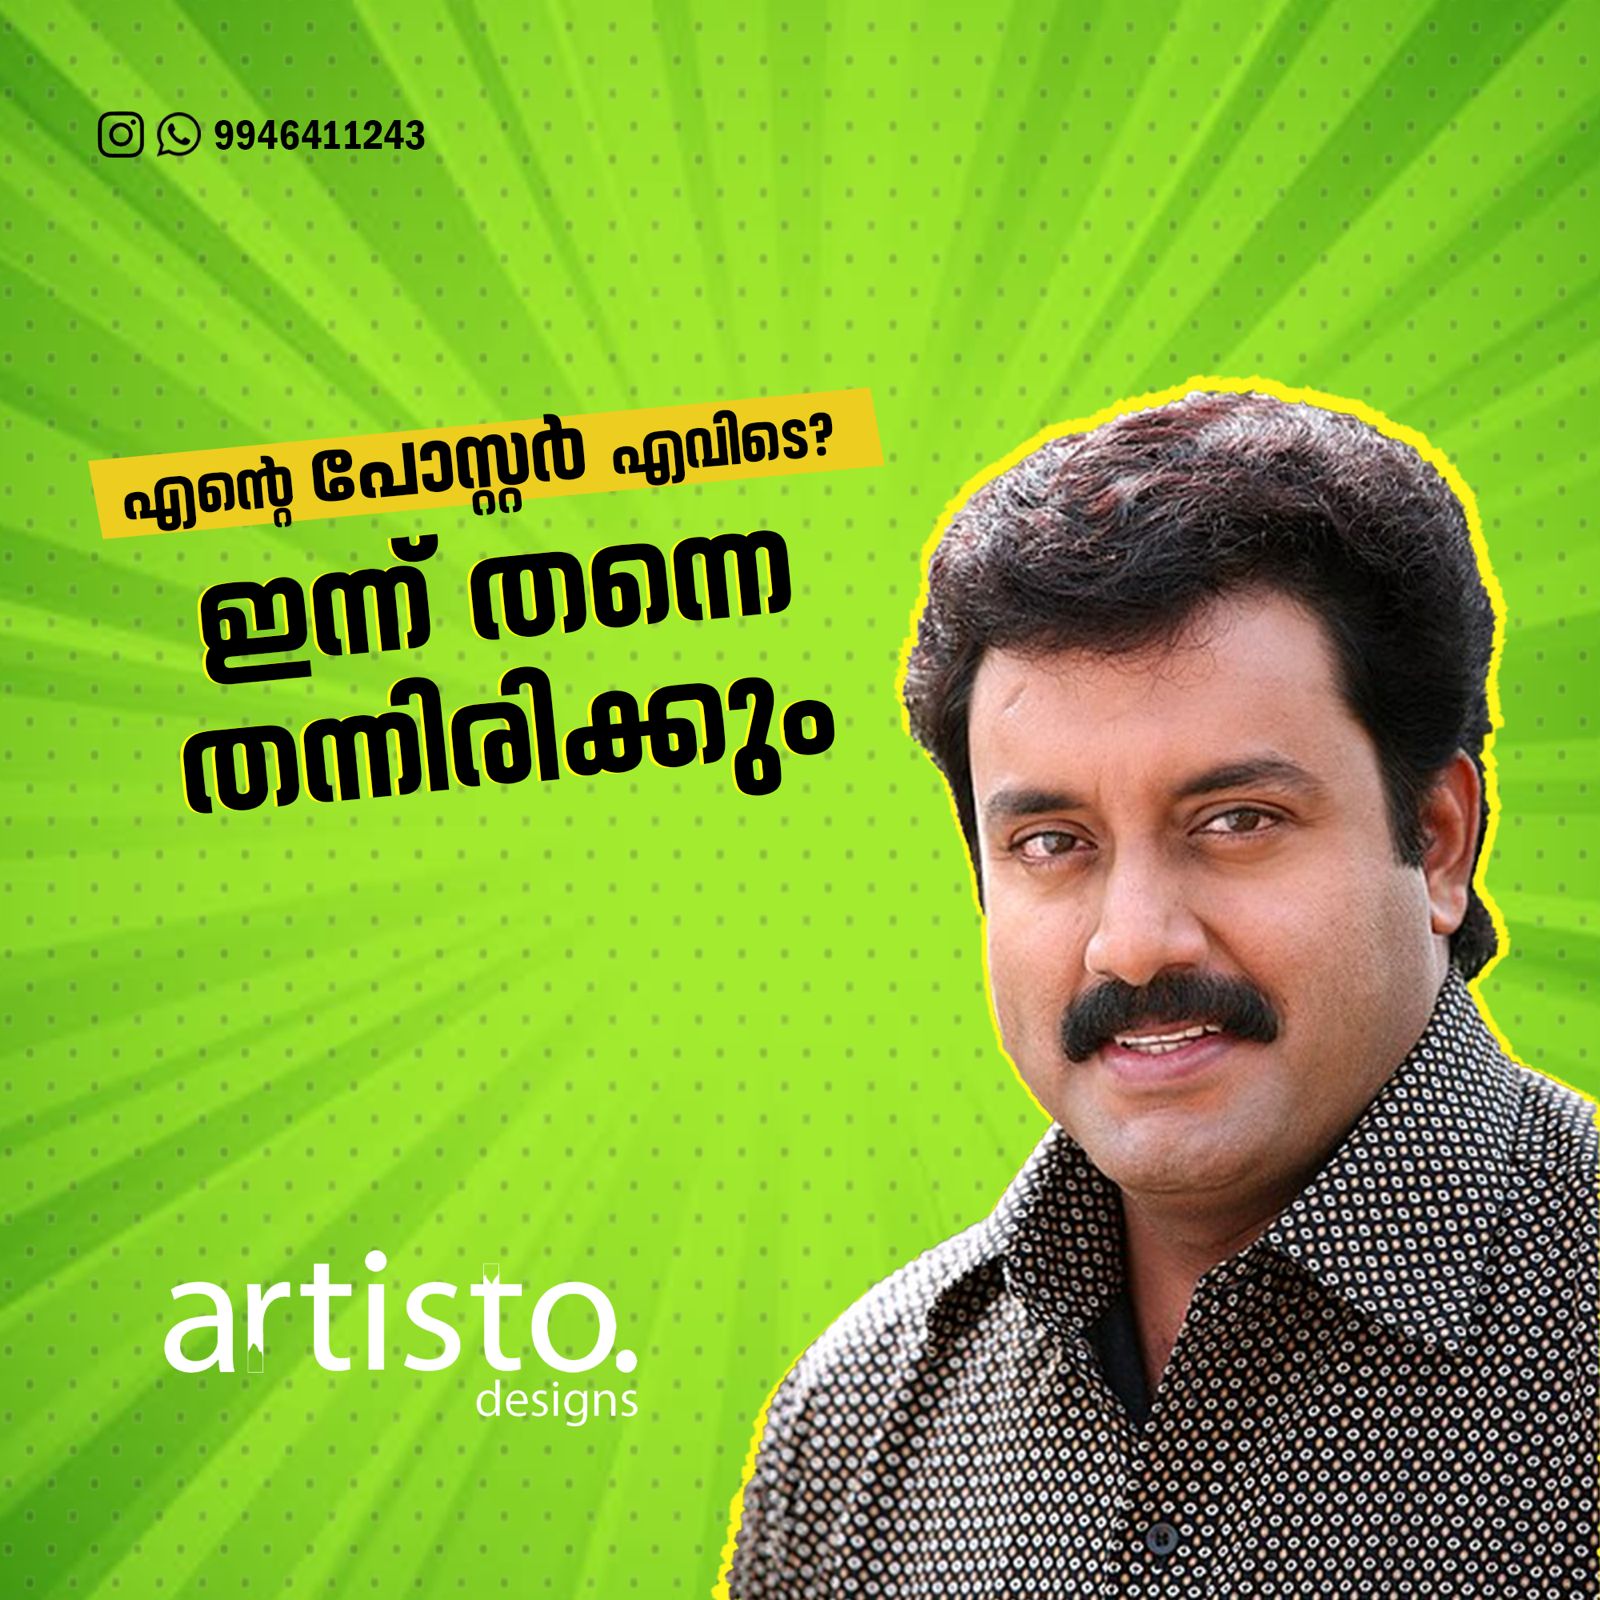 9946411243
എന്റെ പോസ്റ്റർ എവിടെ?
ഇന്ന് തന്നെ
തന്നിരിക്കും
artisto.
designs